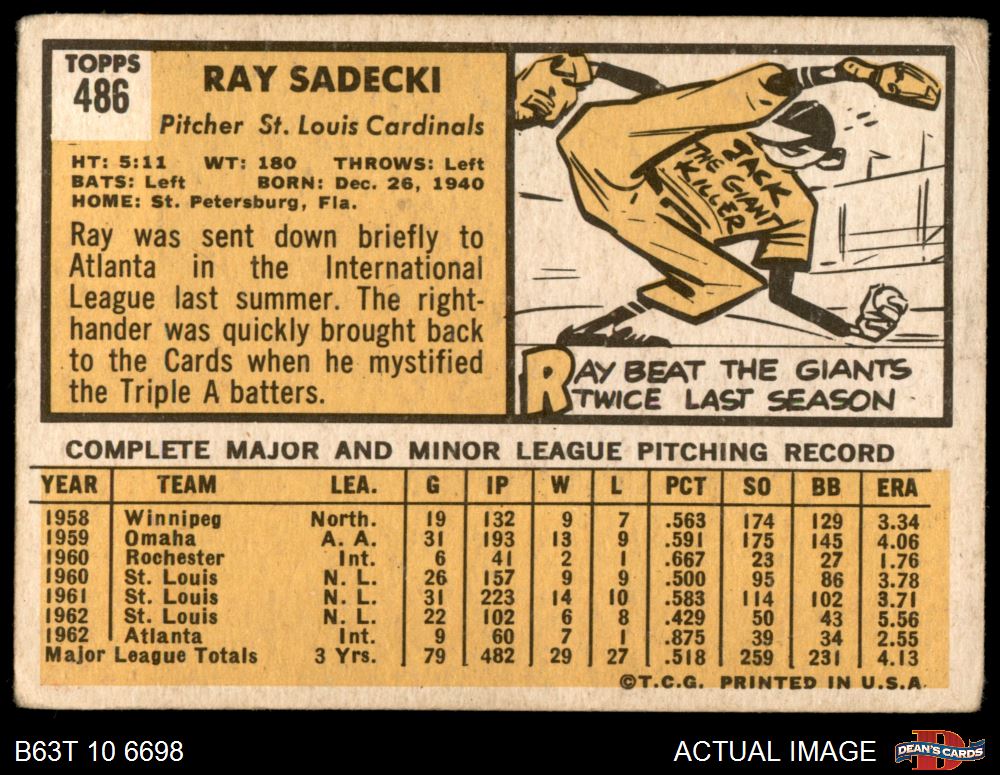 TOPPS
486
RAY SADECKI
Pitcher St. Louis Cardinals
HT: 5:11 WT: 180 THROWS: Left
BATS: Left BORN: Dec. 26, 1940
HOME: St. Petersburg, Fla.
Ray was sent down briefly to
Atlanta in the International
League last summer. The right-
hander was quickly brought back
to the Cards when he mystified
the Triple A batters.
JACK
THE GIANT
KILLER
RAY BEAT THE GIANTS
TWICE LAST SEASON
COMPLETE MAJOR AND MINOR LEAGUE PITCHING RECORD
YEAR TEAM LEA. G IP W L PCT SO BB ERA
1958 Winnipeg North. 19 132 9 7 .563 174 129 3.34
1959 Omaha A. A. 31 193 13 9 .591 175 145 4.06
1960 Rochester Int. 6 41 2 1 .667 23 27 1.76
1960 St. Louis N. L. 26 157 9 9 .500 95 86 3.78
1961 St. Louis N. L. 31 223 14 10 .583 114 102 3.71
1962 St. Louis N. L. 22 102 6 8 .429 50 43 5.56
1962 Atlanta Int. 9 60 7 1 .875 39 34 2.55
Major League Totals 3 Yrs. 79 482 29 27 .518 259 231 4.13
©T.C.G. PRINTED IN U.S.A.
B63T 10 6698
ACTUAL IMAGE
D
DEAN'S CARDS